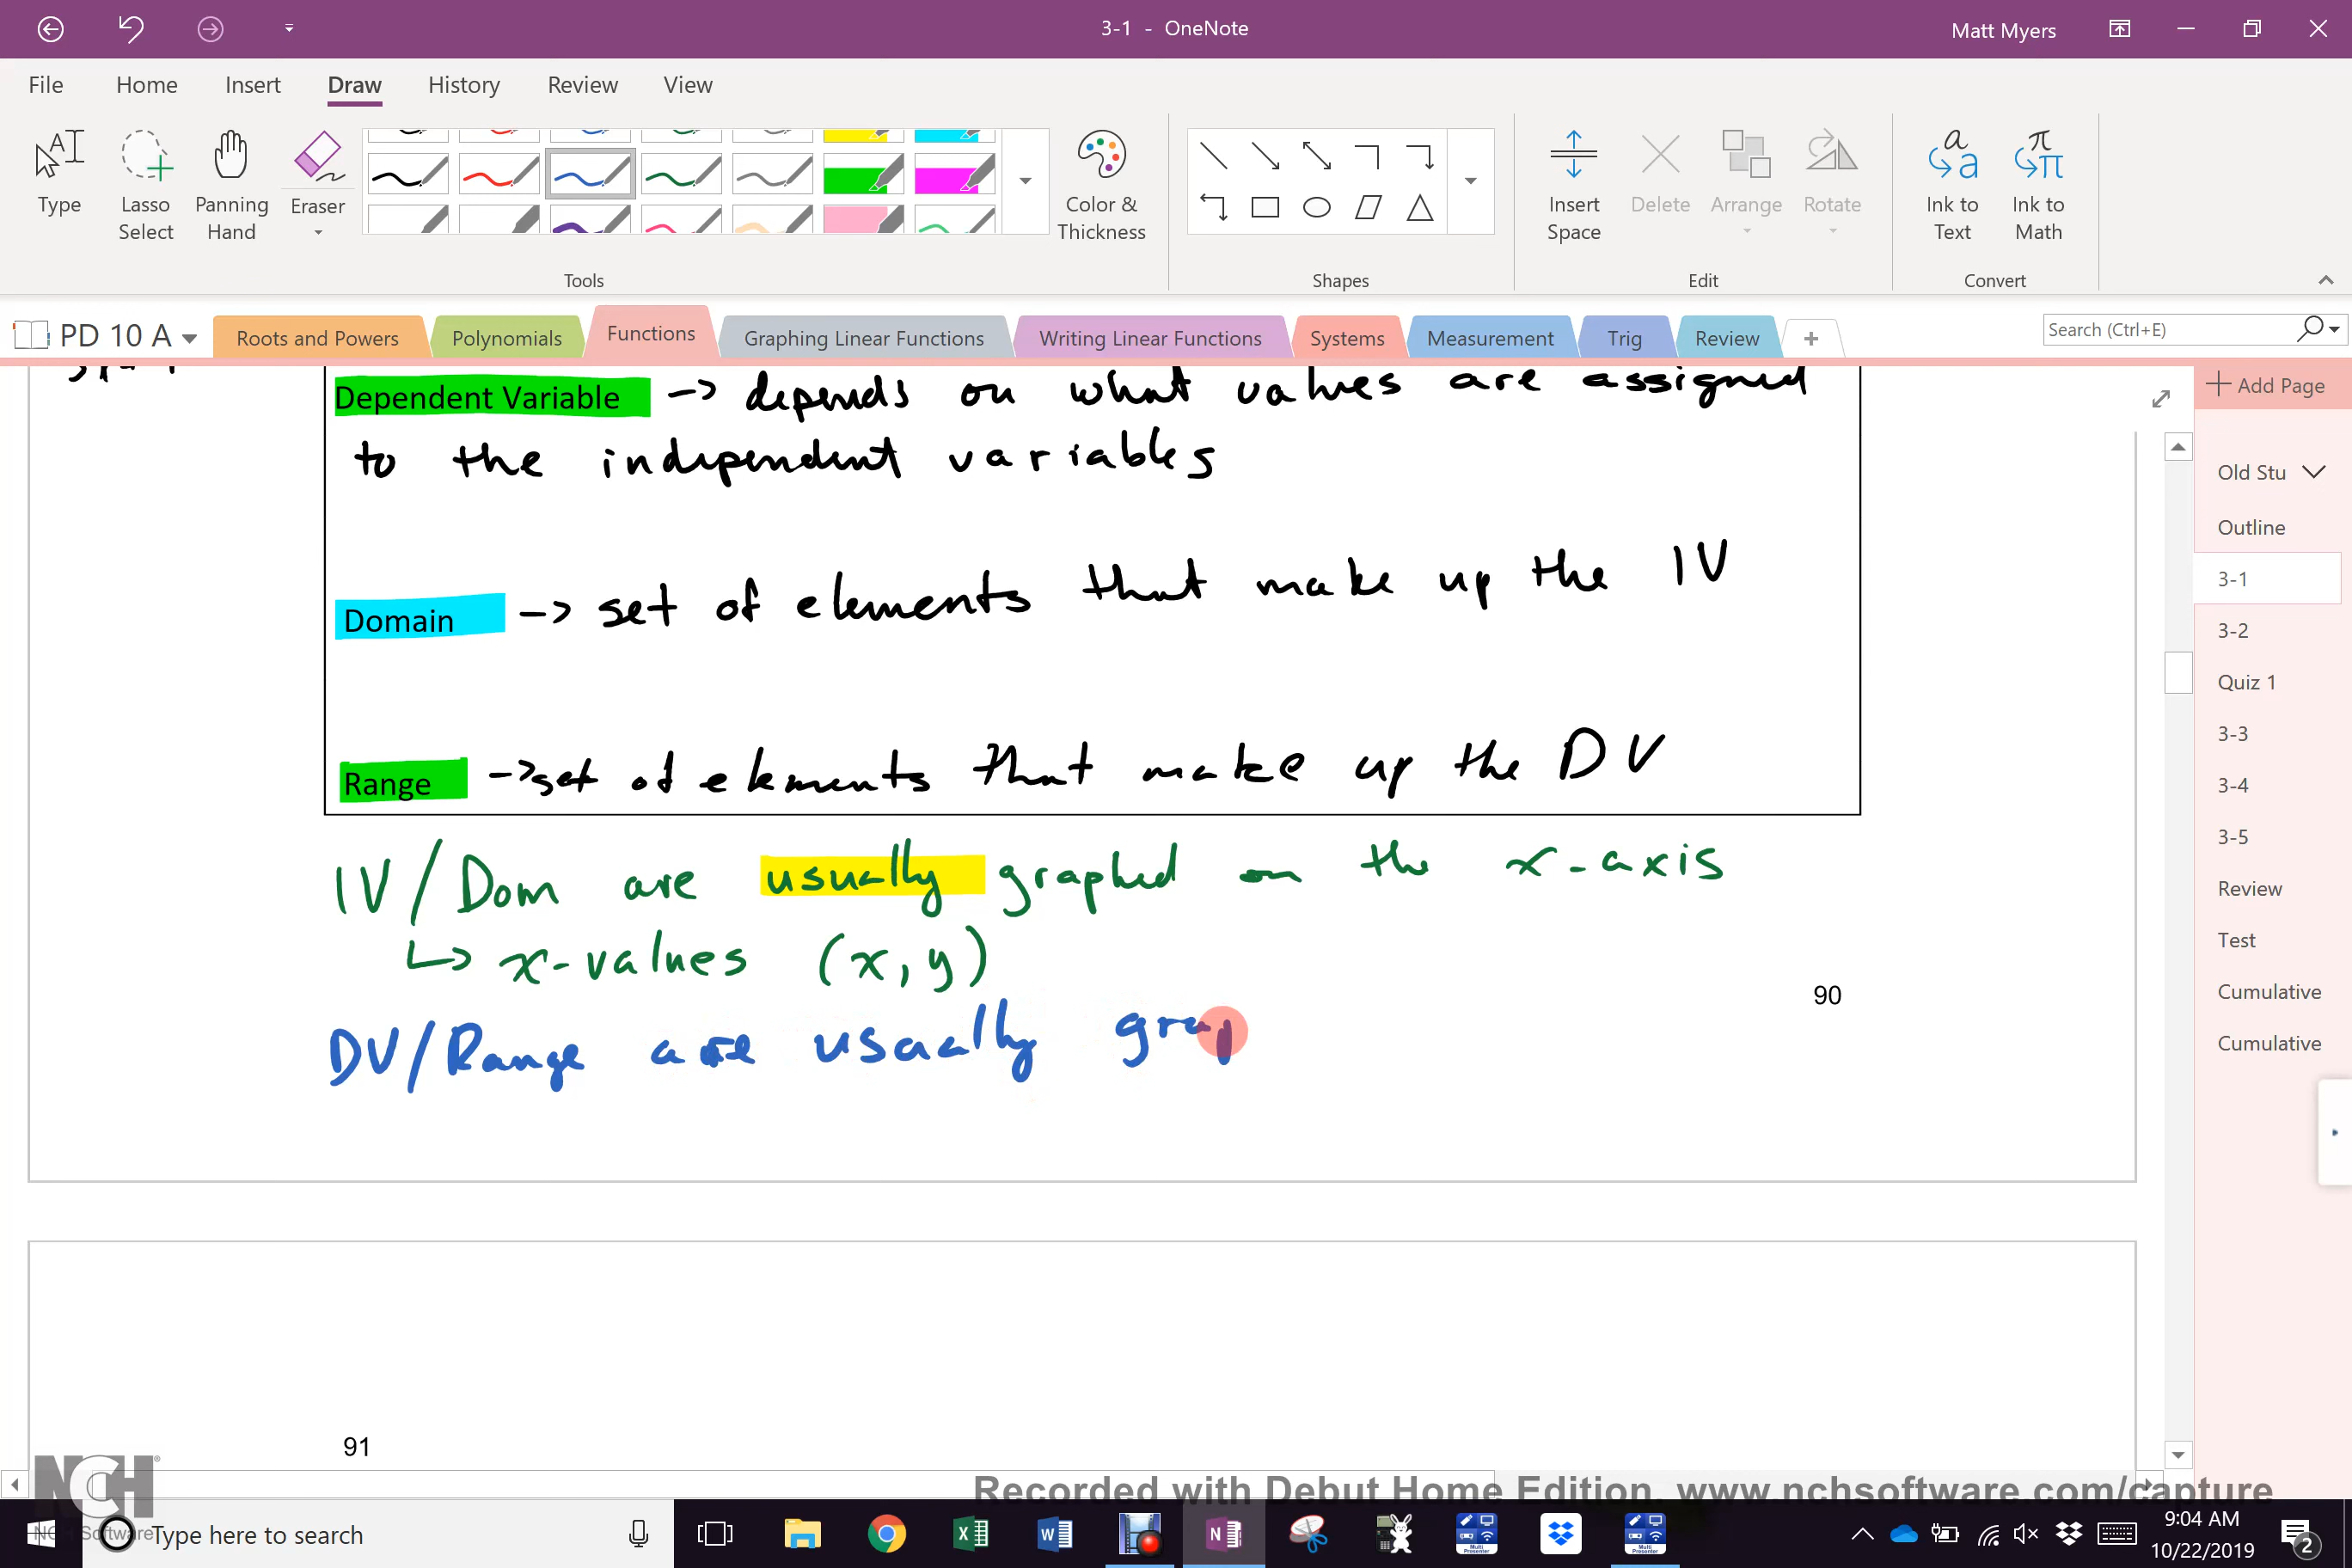 3-1 - OneNote
Matt Myers
File Home Insert Draw History Review View
Type
Lasso Select
Panning Hand
Eraser
Color & Thickness
Insert Space
Delete
Arrange
Rotate
a
a
Ink to Text
π
π
Ink to Math
Tools Shapes Edit Convert
PD 10 A Roots and Powers Polynomials Functions Graphing Linear Functions Writing Linear Functions Systems Measurement Trig Review +
Search (Ctrl+E)
Add Page
Old Stu
Outline
3-1
3-2
Quiz 1
3-3
3-4
3-5
Review
Test
Cumulative
Cumulative
Dependent Variable -> depends on what values are assigned
to the independent variables
Domain -> set of elements that make up the IV
Range -> set of elements that make up the DV
IV/Dom are usually graphed on the x-axis
↳ x-values (x, y)
90
DV/Range are usually grap
91
NCH
NCH Software
Recorded with Debut Home Edition. www.nchsoftware.com/capture
Type here to search
9:04 AM
10/22/2019
2